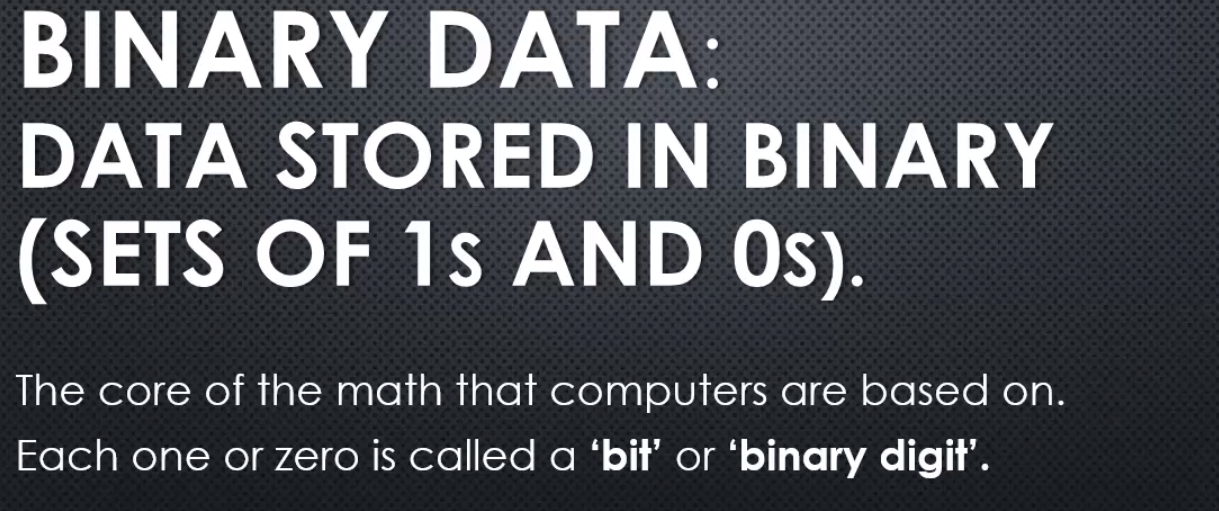 BINARY DATA:
DATA STORED IN BINARY
(SETS OF 1s AND 0s).
The core of the math that computers are based on.
Each one or zero is called a ‘bit’ or ‘binary digit’.